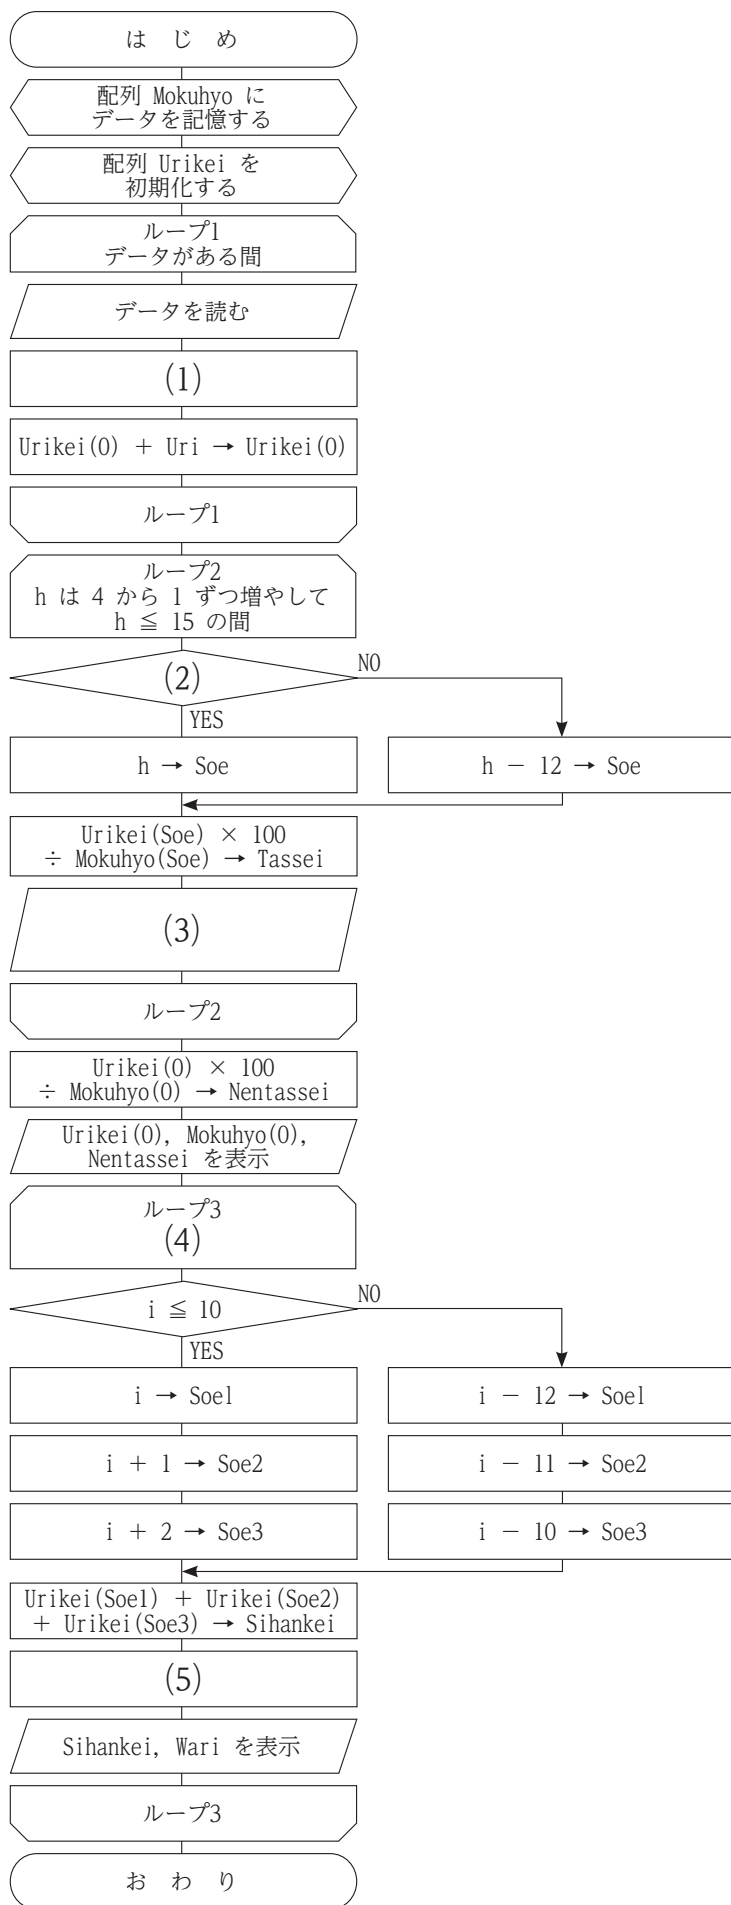 は じ め
配列 Mokuhyo に
データを記憶する
配列 Urikei を
初期化する
ループ1
データがある間
データを読む
(1)
Urikei(0) + Uri → Urikei(0)
ループ1
ループ2
h は 4 から 1 ずつ増やして
h ≦ 15 の間
(2)
NO
YES
h → Soe
h - 12 → Soe
Urikei(Soe) × 100
÷ Mokuhyo(Soe) → Tassei
(3)
ループ2
Urikei(0) × 100
÷ Mokuhyo(0) → Nentassei
Urikei(0), Mokuhyo(0),
Nentassei を表示
ループ3
(4)
i ≦ 10
NO
YES
i → Soe1
i - 12 → Soe1
i + 1 → Soe2
i - 11 → Soe2
i + 2 → Soe3
i - 10 → Soe3
Urikei(Soe1) + Urikei(Soe2)
+ Urikei(Soe3) → Sihankei
(5)
Sihankei, Wari を表示
ループ3
お わ り